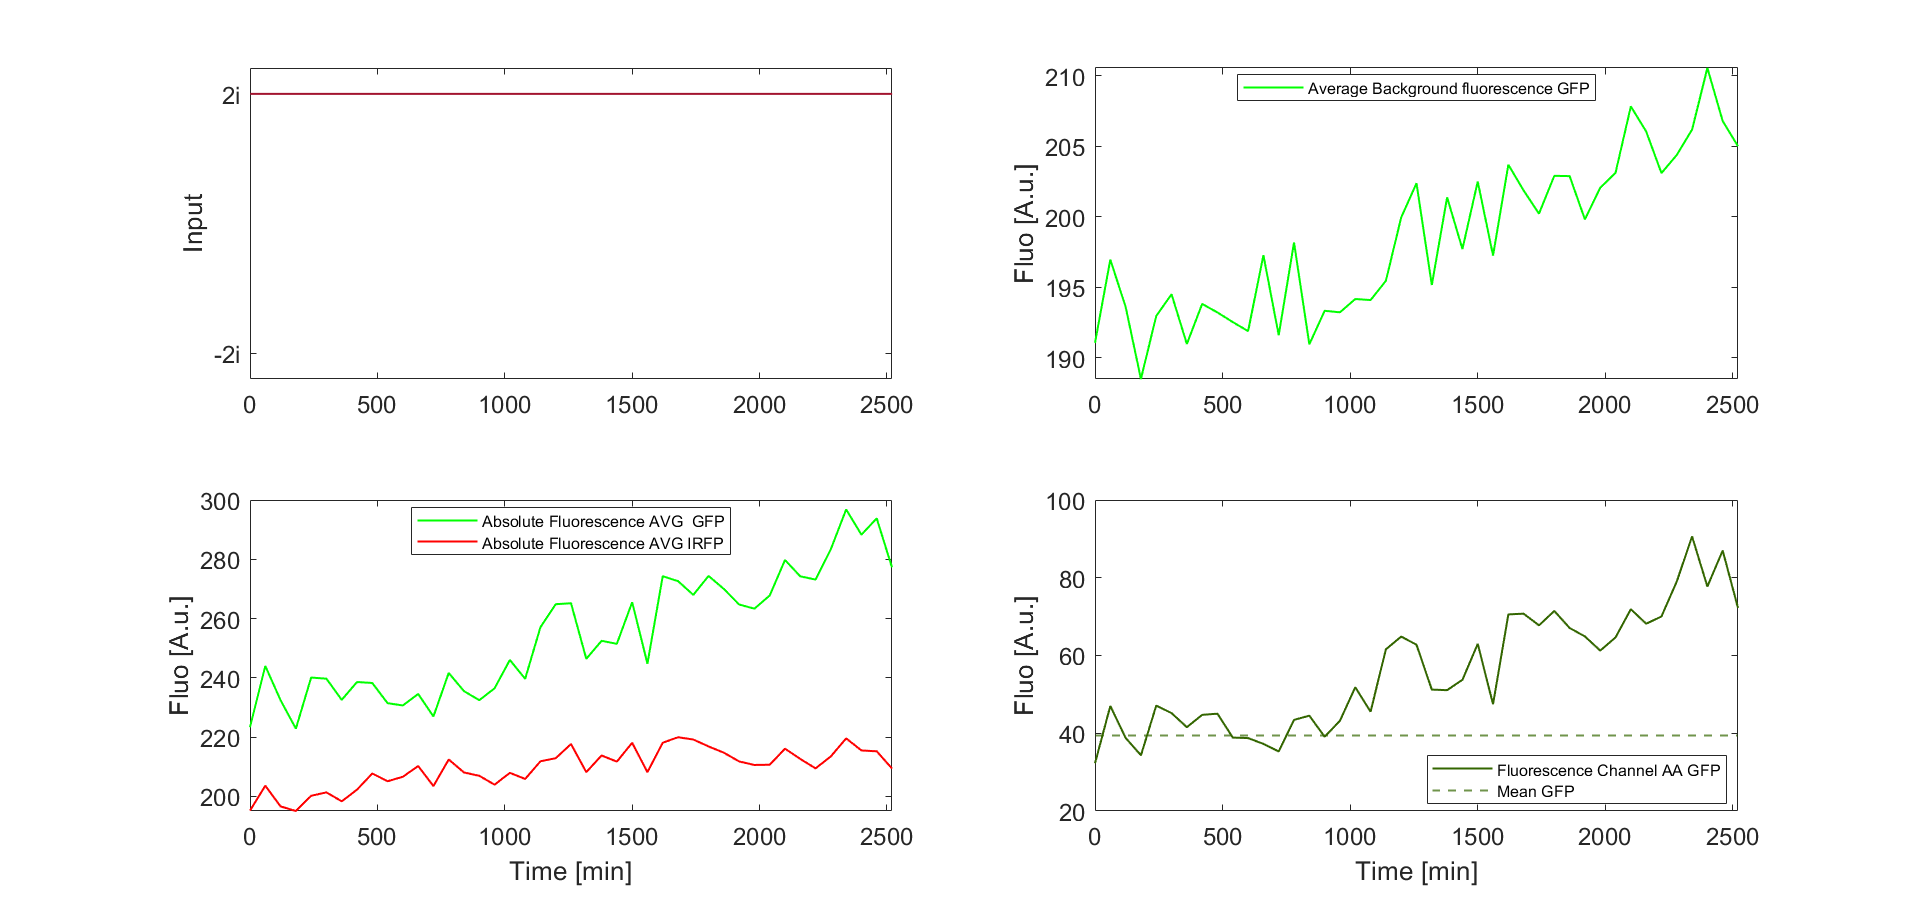 2i
-2i
Input
0 500 1000 1500 2000 2500
210
205
200
195
190
Fluo [A.u.]
Average Background fluorescence GFP
0 500 1000 1500 2000 2500
300
280
260
240
220
200
Fluo [A.u.]
Absolute Fluorescence AVG  GFP
Absolute Fluorescence AVG IRFP
0 500 1000 1500 2000 2500
Time [min]
100
80
60
40
20
Fluo [A.u.]
Fluorescence Channel AA GFP
Mean GFP
0 500 1000 1500 2000 2500
Time [min]